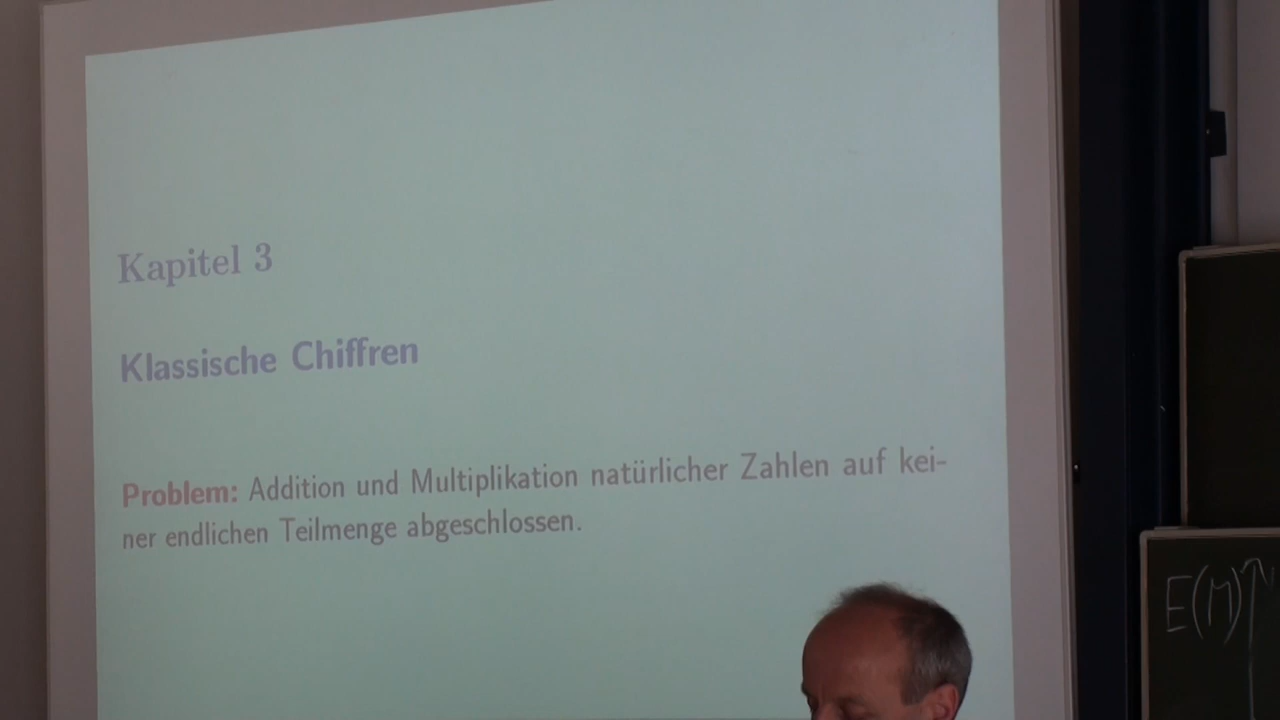 Kapitel 3
Klassische Chiffren
Problem: Addition und Multiplikation natürlicher Zahlen auf kei-
ner endlichen Teilmenge abgeschlossen.
E(M)